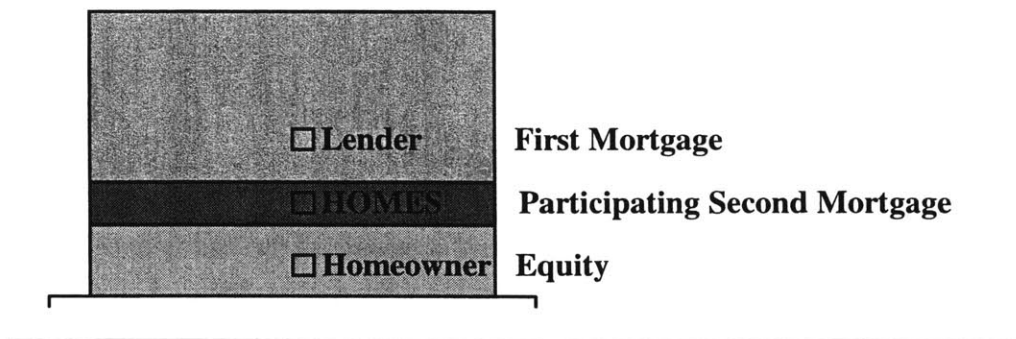 Lender First Mortgage
HOMES Participating Second Mortgage
Homeowner Equity